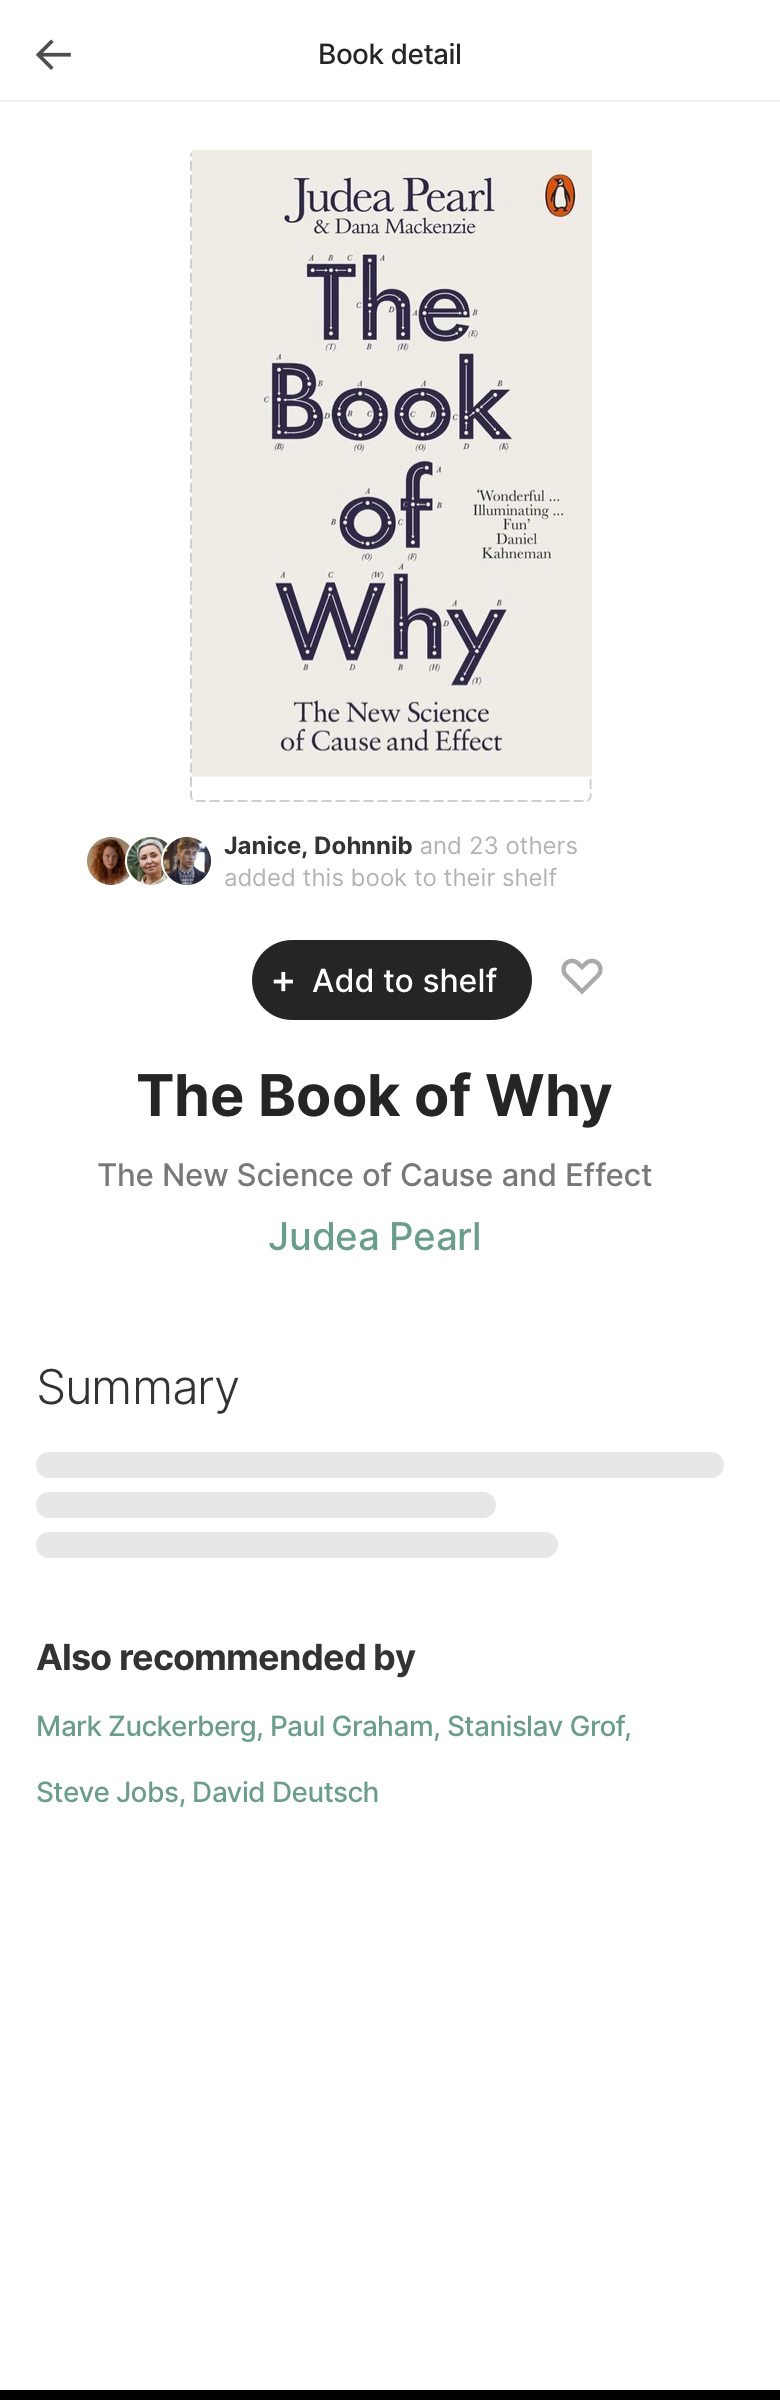 Book detail
Judea Pearl
& Dana Mackenzie
The
Book
of
'Wonderful ...
Illuminating ...
Fun'
Daniel
Kahneman
Why
The New Science
of Cause and Effect
Janice, Dohnnib and 23 others
added this book to their shelf
+ Add to shelf
The Book of Why
The New Science of Cause and Effect
Judea Pearl
Summary
Also recommended by
Mark Zuckerberg, Paul Graham, Stanislav Grof,
Steve Jobs, David Deutsch